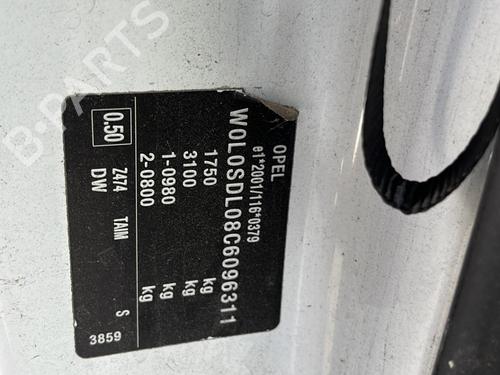 OPEL
e1*2001/116*0379
W0L0SDL08C6096311
1750 kg
3100 kg
1-0980 kg
2-0800 kg
Z474 TAIM S
DW
0.50
3859
B-PARTS